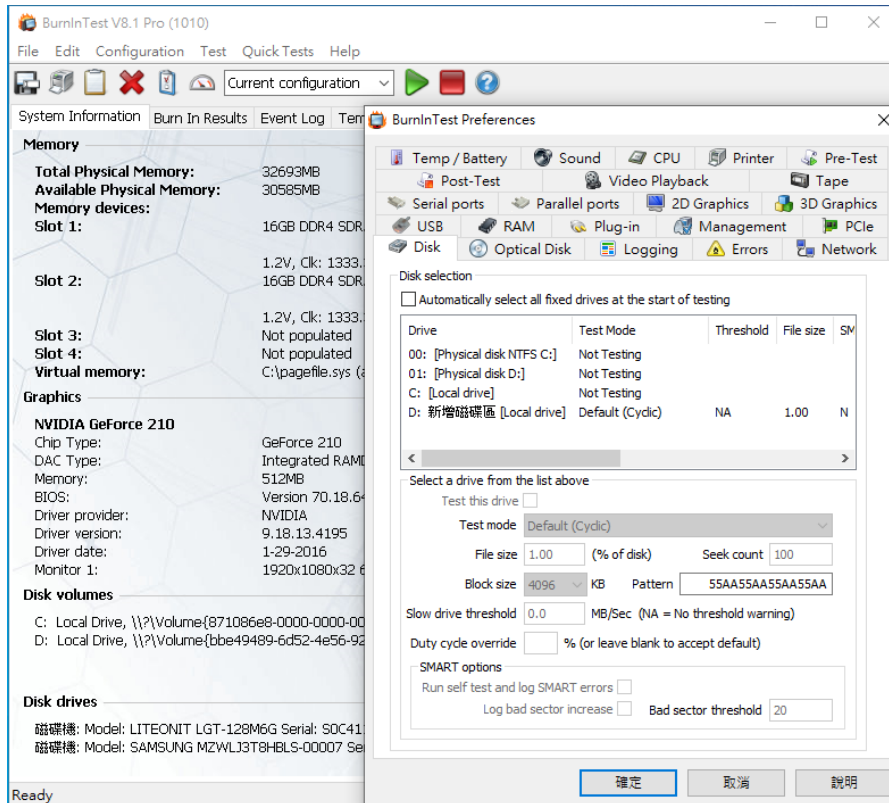 BurnInTest V8.1 Pro (1010)
File Edit Configuration Test Quick Tests Help
Current configuration
System Information Burn In Results Event Log Tem
Memory
Total Physical Memory: 32693MB
Available Physical Memory: 30585MB
Memory devices:
Slot 1: 16GB DDR4 SDR
1.2V, Clk: 1333.
Slot 2: 16GB DDR4 SDR
1.2V, Clk: 1333.
Slot 3: Not populated
Slot 4: Not populated
Virtual memory: C:\pagefile.sys (a
Graphics
NVIDIA GeForce 210
Chip Type: GeForce 210
DAC Type: Integrated RAMD
Memory: 512MB
BIOS: Version 70.18.64
Driver provider: NVIDIA
Driver version: 9.18.13.4195
Driver date: 1-29-2016
Monitor 1: 1920x1080x32 6
Disk volumes
C: Local Drive, \\?\Volume{871086e8-0000-0000-00
D: Local Drive, \\?\Volume{bbe49489-6d52-4e56-92
Disk drives
磁碟機: Model: LITEONIT LGT-128M6G Serial: S0C41
磁碟機: Model: SAMSUNG MZWLJ3T8HBLS-00007 Se
Ready
BurnInTest Preferences
Temp / Battery Sound CPU Printer Pre-Test
Post-Test Video Playback Tape
Serial ports Parallel ports 2D Graphics 3D Graphics
USB RAM Plug-in Management PCIe
Disk Optical Disk Logging Errors Network
Disk selection
Automatically select all fixed drives at the start of testing
Drive Test Mode Threshold File size SM
00: [Physical disk NTFS C:] Not Testing
01: [Physical disk D:] Not Testing
C: [Local drive] Not Testing
D: 新增磁碟區 [Local drive] Default (Cyclic) NA 1.00 N
Select a drive from the list above
Test this drive
Test mode Default (Cyclic)
File size 1.00 (% of disk) Seek count 100
Block size 4096 KB Pattern 55AA55AA55AA55AA
Slow drive threshold 0.0 MB/Sec (NA = No threshold warning)
Duty cycle override % (or leave blank to accept default)
SMART options
Run self test and log SMART errors
Log bad sector increase Bad sector threshold 20
確定 取消 說明